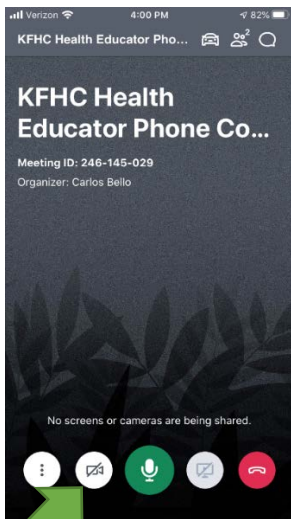 Verizon 4:00 PM 82%
KFHC Health Educator Pho... 2
KFHC Health
Educator Phone Co...
Meeting ID: 246-145-029
Organizer: Carlos Bello
No screens or cameras are being shared.